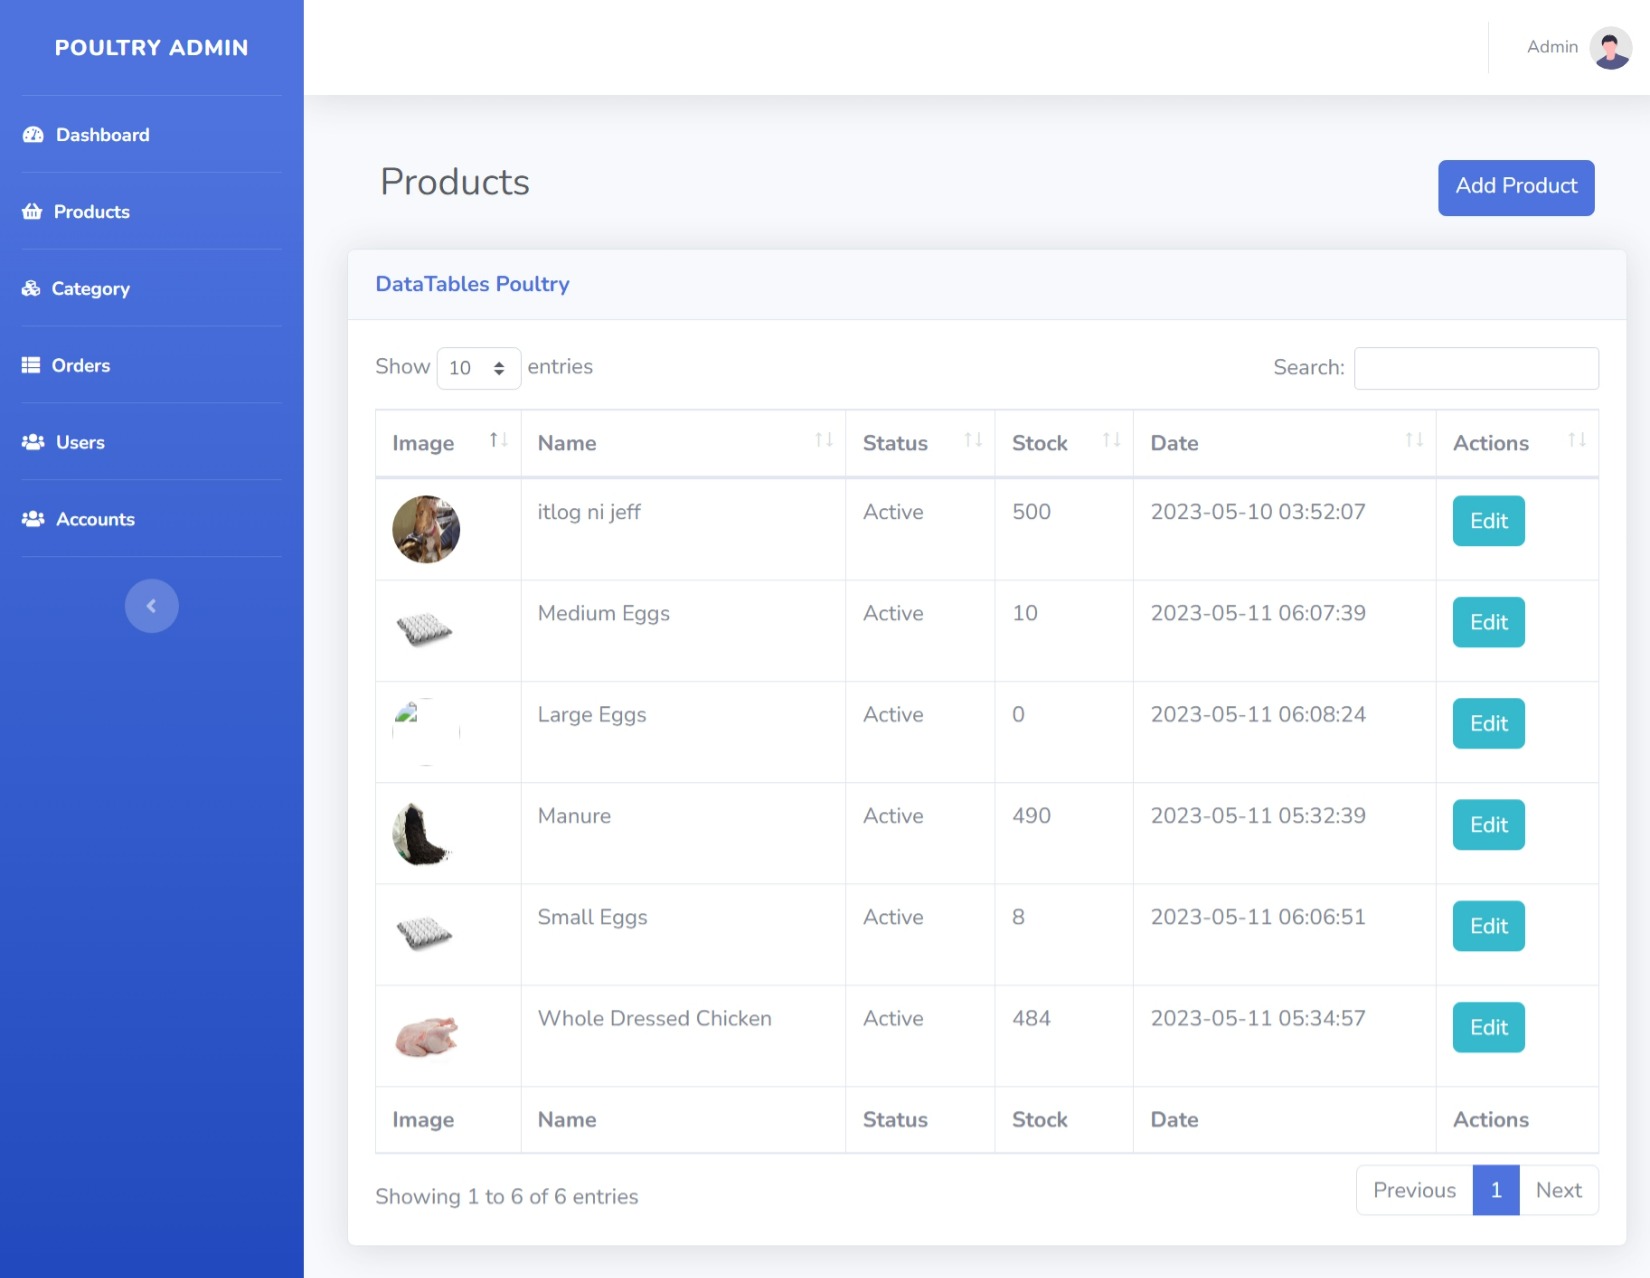 POULTRY ADMIN
Admin
Dashboard
Products
Category
Orders
Users
Accounts
Products
Add Product
DataTables Poultry
Show 10 entries
Search:
Image Name Status Stock Date Actions
itlog ni jeff Active 500 2023-05-10 03:52:07 Edit
Medium Eggs Active 10 2023-05-11 06:07:39 Edit
Large Eggs Active 0 2023-05-11 06:08:24 Edit
Manure Active 490 2023-05-11 05:32:39 Edit
Small Eggs Active 8 2023-05-11 06:06:51 Edit
Whole Dressed Chicken Active 484 2023-05-11 05:34:57 Edit
Image Name Status Stock Date Actions
Showing 1 to 6 of 6 entries
Previous 1 Next